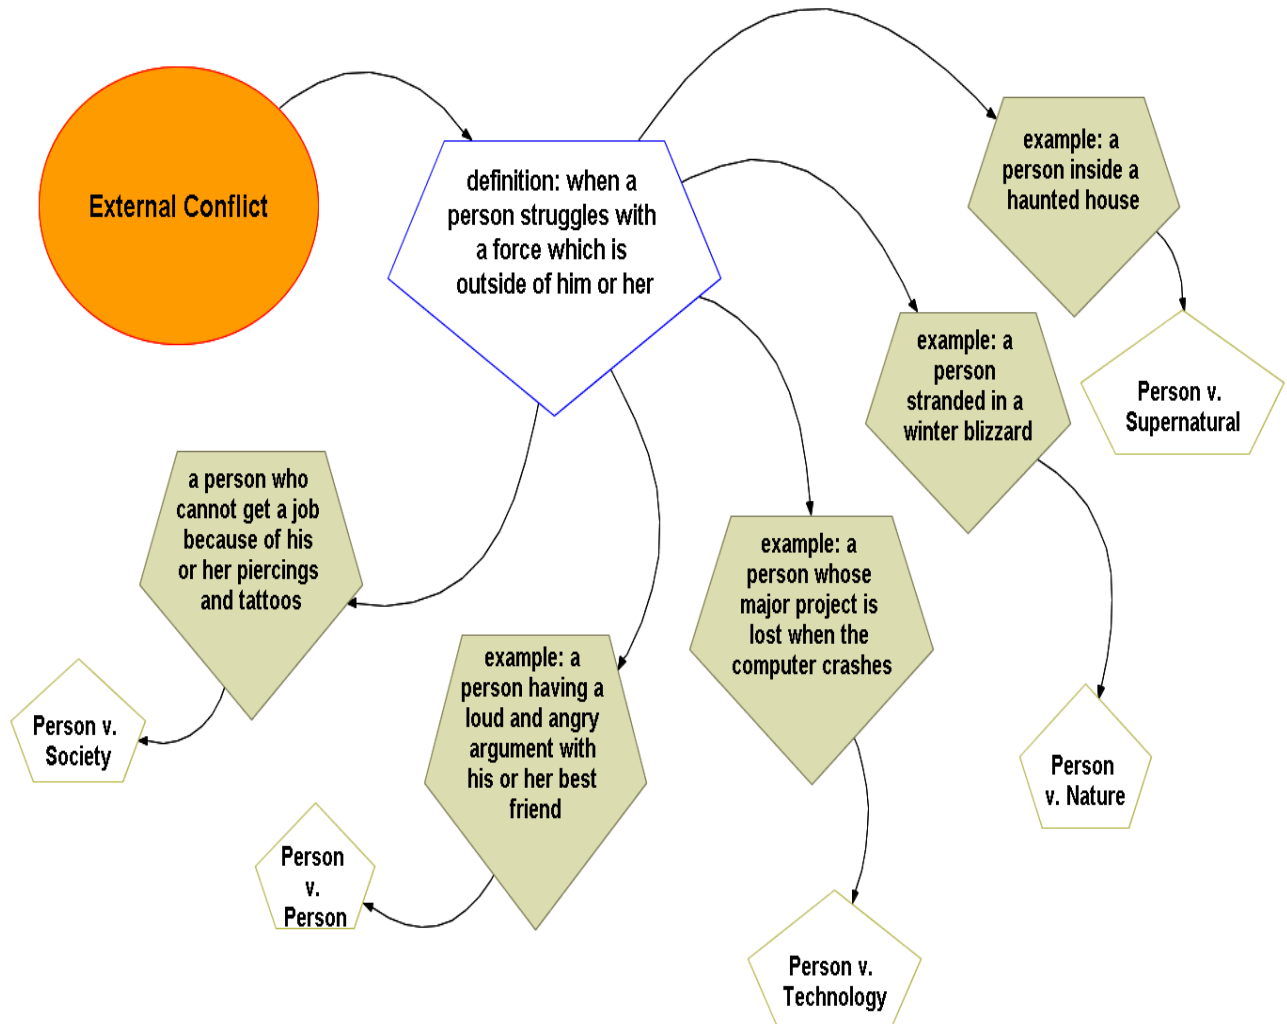 External Conflict
definition: when a
person struggles with
a force which is
outside of him or her
example: a
person inside a
haunted house
Person v.
Supernatural
example: a
person
stranded in a
winter blizzard
Person
v. Nature
example: a
person whose
major project is
lost when the
computer crashes
Person v.
Technology
example: a
person having a
loud and angry
argument with
his or her best
friend
Person
v.
Person
a person who
cannot get a job
because of his
or her piercings
and tattoos
Person v.
Society